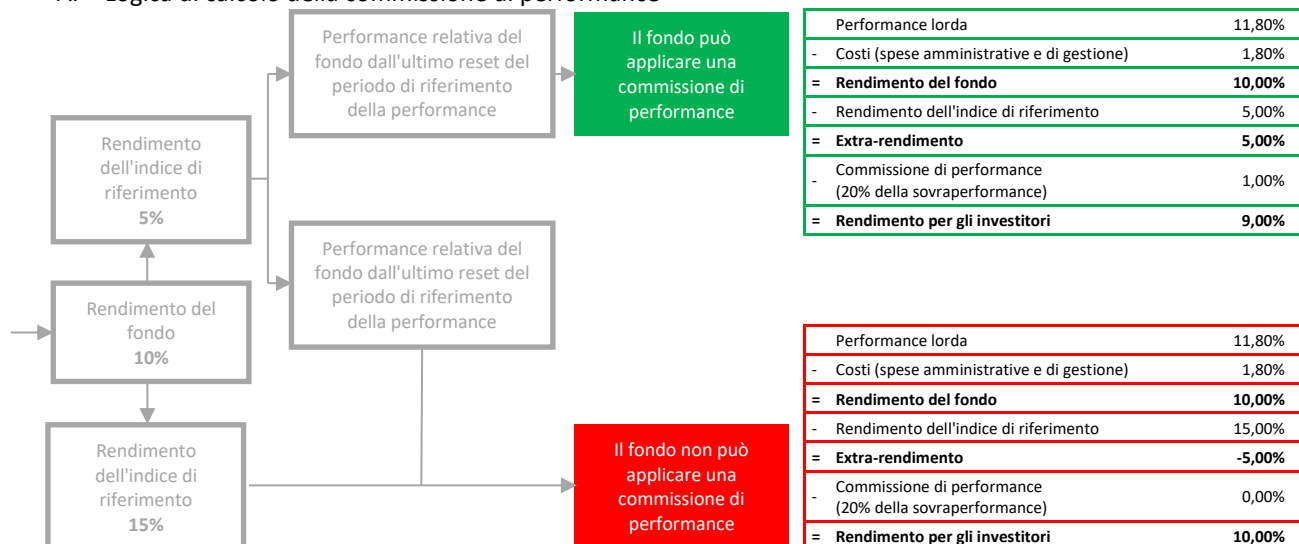 A. Logica di calcolo della commissione di performance
Performance relativa del
fondo dall'ultimo reset del
periodo di riferimento
della performance
Il fondo può
applicare una
commissione di
performance
Rendimento
dell'indice di
riferimento
5%
Performance relativa del
fondo dall'ultimo reset del
periodo di riferimento
della performance
Rendimento del
fondo
10%
Rendimento
dell'indice di
riferimento
15%
Il fondo non può
applicare una
commissione di
performance
Performance lorda 11,80%
- Costi (spese amministrative e di gestione) 1,80%
= Rendimento del fondo 10,00%
- Rendimento dell'indice di riferimento 5,00%
= Extra-rendimento 5,00%
- Commissione di performance
(20% della sovraperformance) 1,00%
= Rendimento per gli investitori 9,00%
Performance lorda 11,80%
- Costi (spese amministrative e di gestione) 1,80%
= Rendimento del fondo 10,00%
- Rendimento dell'indice di riferimento 15,00%
= Extra-rendimento -5,00%
- Commissione di performance
(20% della sovraperformance) 0,00%
= Rendimento per gli investitori 10,00%